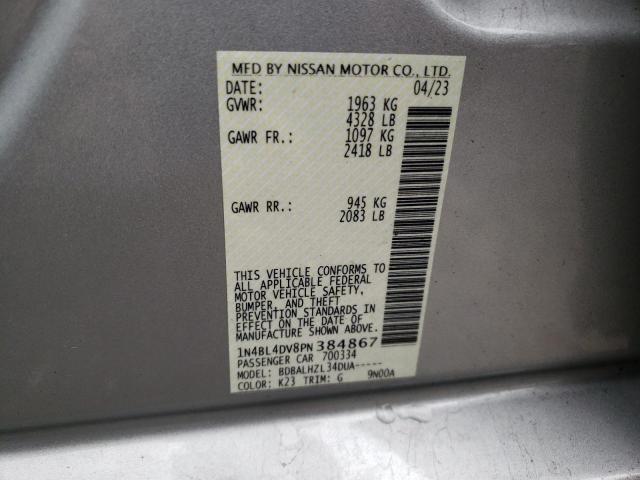 MFD BY NISSAN MOTOR CO., LTD.
DATE: 04/23
GVWR: 1963 KG
4328 LB
GAWR FR.: 1097 KG
2418 LB
GAWR RR.: 945 KG
2083 LB
THIS VEHICLE CONFORMS TO
ALL APPLICABLE FEDERAL
MOTOR VEHICLE SAFETY,
BUMPER, AND THEFT
PREVENTION STANDARDS IN
EFFECT ON THE DATE OF
MANUFACTURE SHOWN ABOVE.
1N4BL4DV8PN384867
PASSENGER CAR 700334
MODEL: BDBALHZL34DUA-----
COLOR: K23 TRIM: G 9N00A